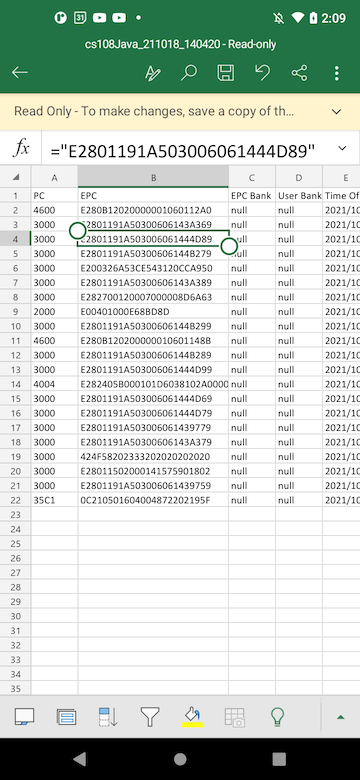 31
2:09
cs108Java_211018_140420 - Read-only
Read Only - To make changes, save a copy of th...
fx ="E2801191A503006061444D89"
A B C D E
1 PC EPC EPC Bank User Bank Time Of
2 4600 E280B12020000001060112A0 null null 2021/10
3 3000 E2801191A50300606143A369 null null 2021/10
4 3000 E2801191A503006061444D89 null null 2021/10
5 3000 E2801191A50300606144B279 null null 2021/10
6 3000 E200326A53CE543120CCA950 null null 2021/10
7 3000 E2801191A50300606143A389 null null 2021/10
8 3000 E282700120007000008D6A63 null null 2021/10
9 2000 E00401000E68BD8D null null 2021/10
10 3000 E2801191A50300606144B299 null null 2021/10
11 4600 E280B12020000010601148B null null 2021/10
12 3000 E2801191A50300606144B289 null null 2021/10
13 3000 E2801191A503006061444D99 null null 2021/10
14 4004 E282405B000101D6038102A0000 null null 2021/10
15 3000 E2801191A503006061444D69 null null 2021/10
16 3000 E2801191A503006061444D79 null null 2021/10
17 3000 E2801191A503006061439779 null null 2021/10
18 3000 E2801191A50300606143A379 null null 2021/10
19 3000 424F58202333202020202020 null null 2021/10
20 3000 E28011502000141575901802 null null 2021/10
21 3000 E2801191A503006061439759 null null 2021/10
22 35C1 0C210501604004872202195F null null 2021/10
23
24
25
26
27
28
29
30
31
32
33
34
35